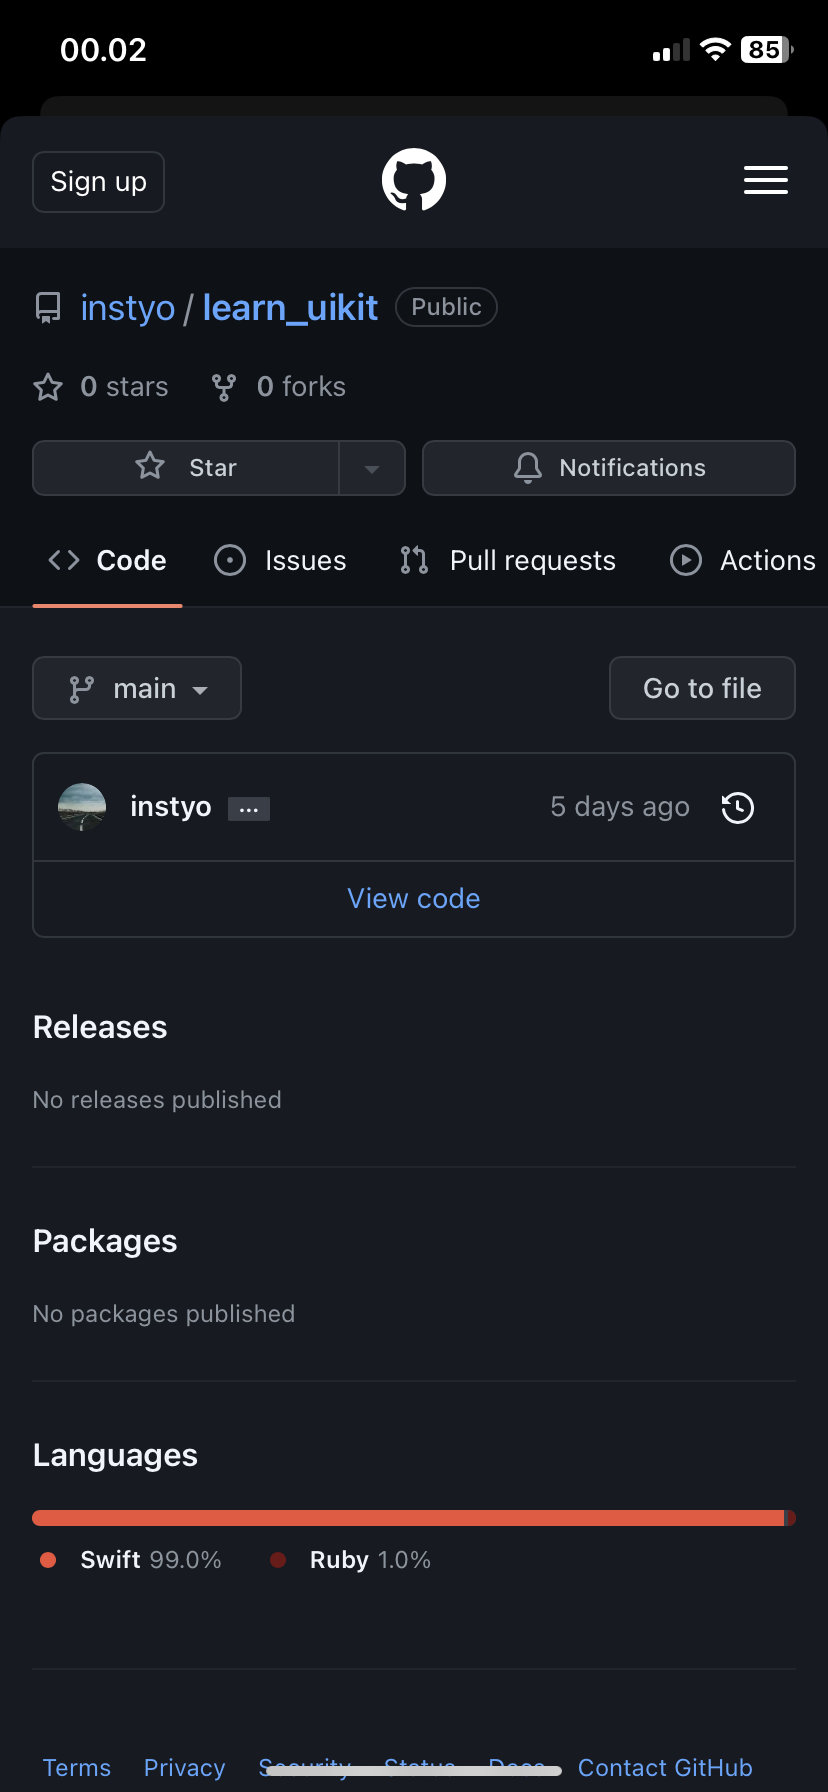 00.02
85
Sign up
instyo / learn_uikit Public
0 stars 0 forks
Star Notifications
Code Issues Pull requests Actions
main Go to file
instyo ... 5 days ago
View code
Releases
No releases published
Packages
No packages published
Languages
Swift 99.0% Ruby 1.0%
Terms Privacy Security Status Docs Contact GitHub